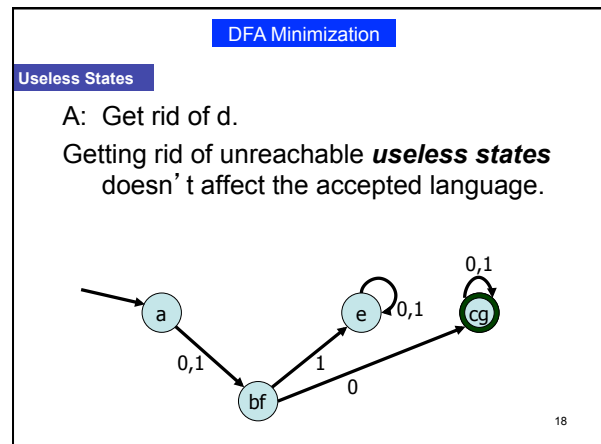 DFA Minimization
Useless States
A: Get rid of d.
Getting rid of unreachable useless states
doesn't affect the accepted language.
0,1
a
e
0,1
cg
0,1
1
0
bf
18